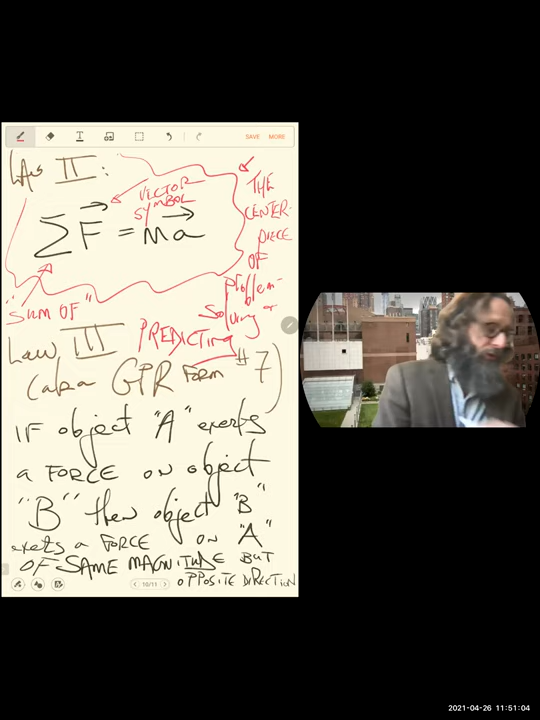 SAVE MORE
LAW II:
VECTOR
SYMBOL
THE
CENTER-
PIECE
OF
problem-
solving or
PREDICTING
∑F = ma
"SUM OF"
LAW III
(aka GPR FORM #7)
IF object "A" exerts
a FORCE ON object
"B" then object "B"
exerts a FORCE ON "A"
OF SAME MAGNITUDE BUT
OPPOSITE DIRECTION
10/11
2021-04-26 11:51:04